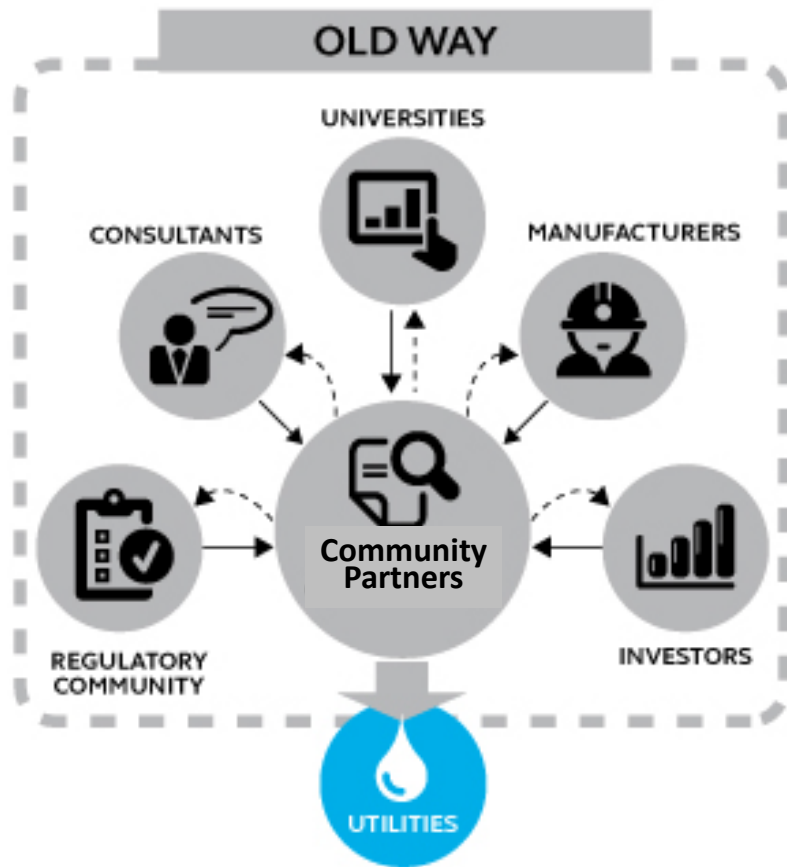 OLD WAY
UNIVERSITIES
CONSULTANTS
MANUFACTURERS
Community
Partners
REGULATORY
COMMUNITY
INVESTORS
UTILITIES